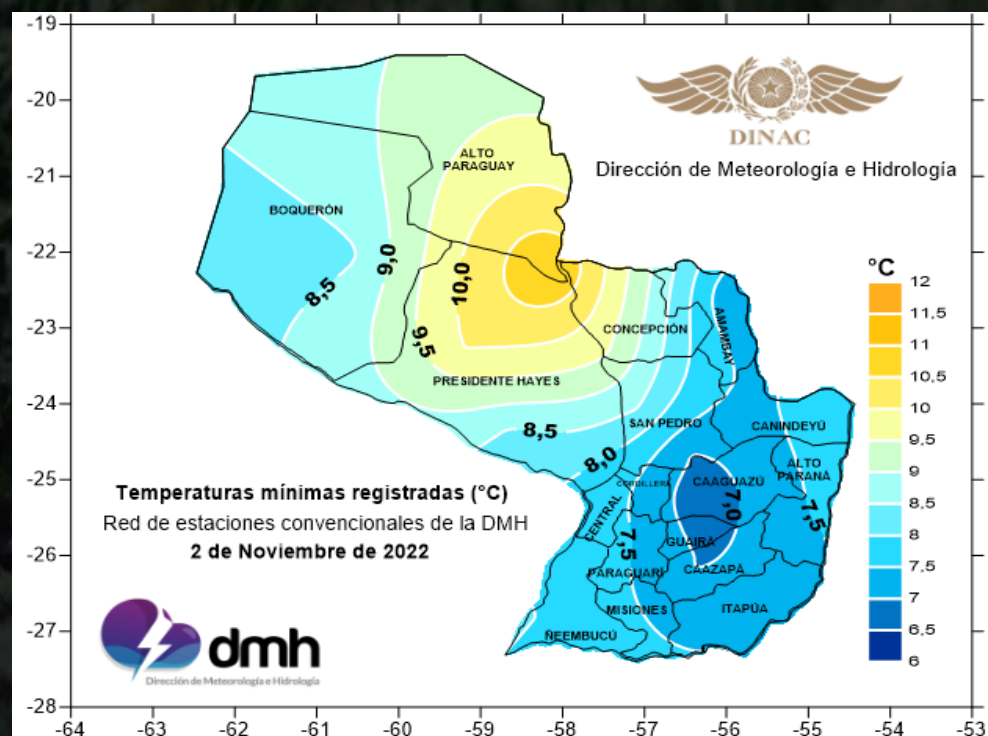 -19
-20
-21
-22
-23
-24
-25
-26
-27
-28
-64
-63
-62
-61
-60
-59
-58
-57
-56
-55
-54
-53
DINAC
Dirección de Meteorología e Hidrología
ALTO
PARAGUAY
BOQUERÓN
9,0
8,5
10,0
9,5
CONCEPCIÓN
AMAMBAY
PRESIDENTE HAYES
8,5
SAN PEDRO
CANINDEYÚ
8,0
CORDILLERA
CAAGUAZÚ
ALTO
PARANÁ
7,0
7,5
CENTRAL
7,5
GUAIRÁ
PARAGUARÍ
CAAZAPÁ
MISIONES
ITAPÚA
ÑEEMBUCÚ
°C
12
11.5
11
10.5
10
9.5
9
8.5
8
7.5
7
6.5
6
Temperaturas mínimas registradas (°C)
Red de estaciones convencionales de la DMH
2 de Noviembre de 2022
dmh
Dirección de Meteorología e Hidrología